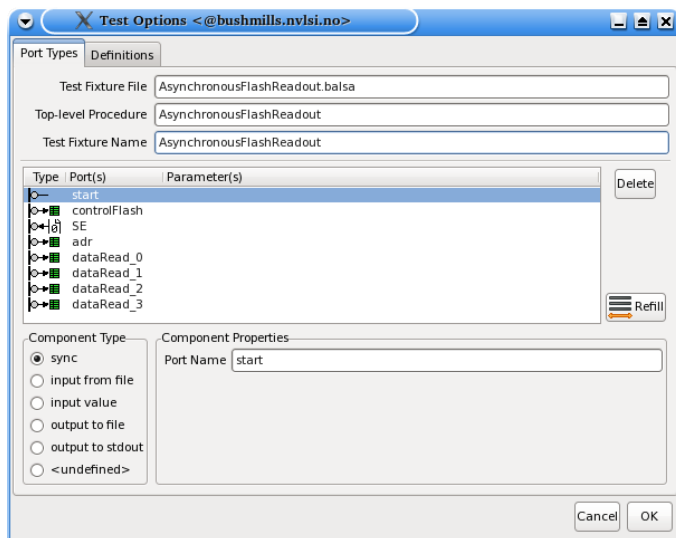 Test Options <@bushmills.nvlsi.no>
Port Types Definitions
Test Fixture File AsynchronousFlashReadout.balsa
Top-level Procedure AsynchronousFlashReadout
Test Fixture Name AsynchronousFlashReadout
Type Port(s) Parameter(s)
start
controlFlash
SE
adr
dataRead_0
dataRead_1
dataRead_2
dataRead_3
Delete
Refill
Component Type Component Properties
sync Port Name start
input from file
input value
output to file
output to stdout
<undefined>
Cancel OK